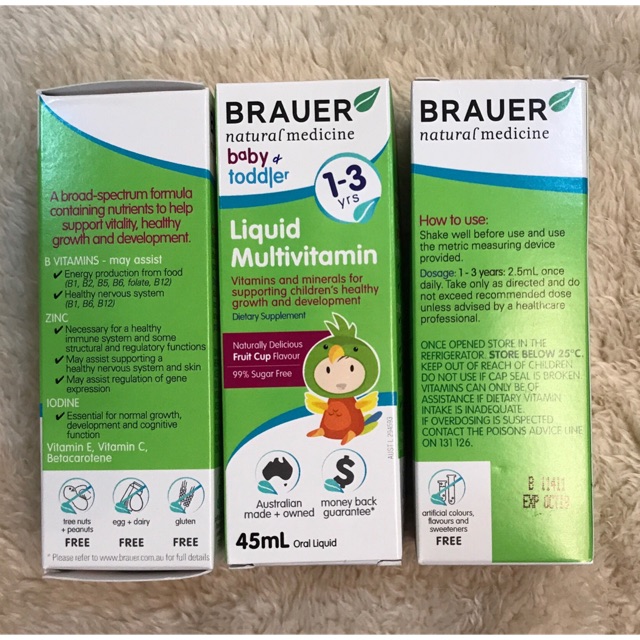 A broad-spectrum formula
containing nutrients to help
support vitality, healthy
growth and development.
B VITAMINS - may assist
✔ Energy production from food
(B1, B2, B5, B6, folate, B12)
✔ Healthy nervous system
(B1, B6, B12)
ZINC
✔ Necessary for a healthy
immune system and some
structural and regulatory functions
✔ May assist supporting a
healthy nervous system and skin
✔ May assist regulation of gene
expression
IODINE
✔ Essential for normal growth,
development and cognitive
function
Vitamin E, Vitamin C,
Betacarotene
tree nuts
+ peanuts
FREE
egg + dairy
FREE
gluten
FREE
* Please refer to www.brauer.com.au for full details
BRAUER
natural medicine
baby &
toddler
1-3
yrs
Liquid
Multivitamin
Vitamins and minerals for
supporting children's healthy
growth and development
Dietary Supplement
Naturally Delicious
Fruit Cup Flavour
99% Sugar Free
Australian
made + owned
$
money back
guarantee*
45mL Oral Liquid
BRAUER
natural medicine
How to use:
Shake well before use and use
the metric measuring device
provided.
Dosage: 1 - 3 years: 2.5mL once
daily. Take only as directed and do
not exceed recommended dose
unless advised by a healthcare
professional.
ONCE OPENED STORE IN THE
REFRIGERATOR. STORE BELOW 25°C.
KEEP OUT OF REACH OF CHILDREN.
DO NOT USE IF CAP SEAL IS BROKEN.
VITAMINS CAN ONLY BE OF
ASSISTANCE IF DIETARY VITAMIN
INTAKE IS INADEQUATE.
IF OVERDOSING IS SUSPECTED
CONTACT THE POISONS ADVICE LINE
ON 131 126.
B 11411
EXP OCT19
artificial colours,
flavours and
sweeteners
FREE